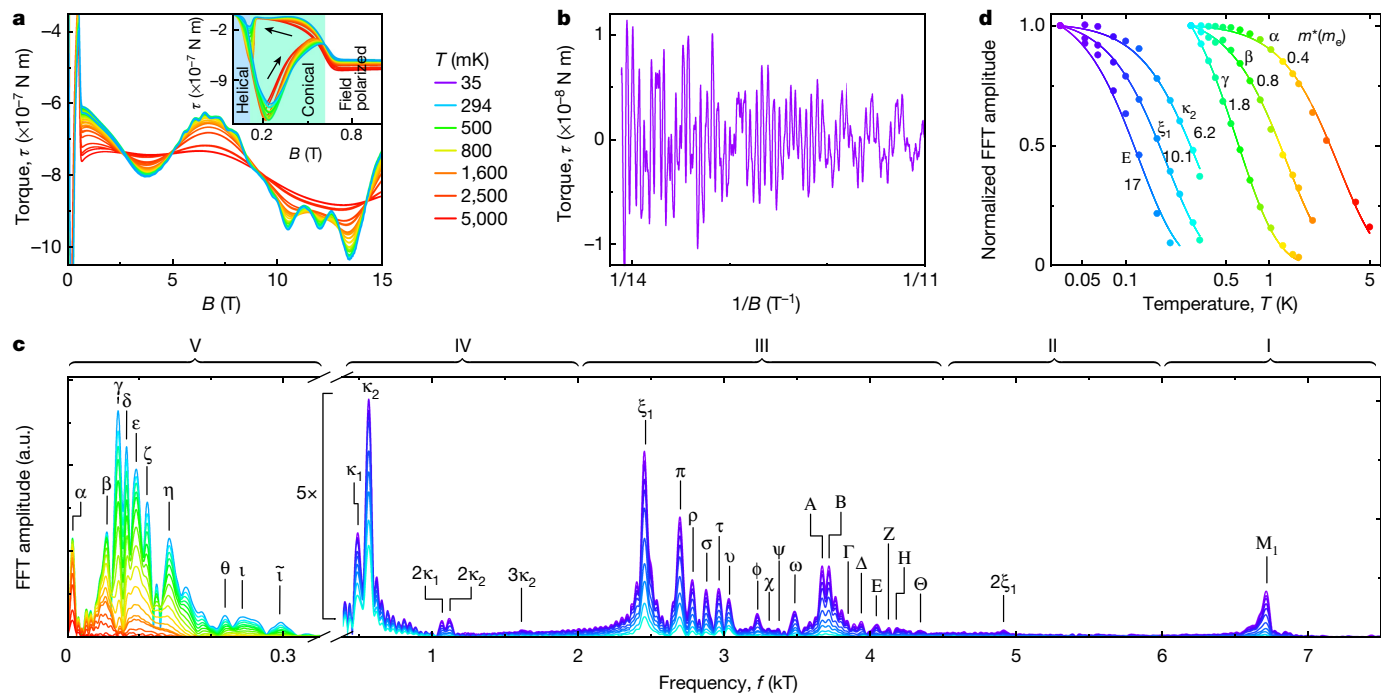 a
Torque, τ (×10⁻⁷ N m)
−4
−6
−8
−10
0
5
10
15
B (T)
τ (×10⁻⁷ N m)
−2
−9
Helical
Conical
Field
polarized
0.2
0.8
B (T)
T (mK)
35
294
500
800
1,600
2,500
5,000
b
Torque, τ (×10⁻⁸ N m)
1
0
−1
1/14
1/11
1/B (T⁻¹)
d
Normalized FFT amplitude
1.0
0.5
0
α
m*(mₑ)
0.4
β
0.8
γ
1.8
κ₂
6.2
ξ₁
10.1
E
17
0.05
0.1
0.5
1
5
Temperature, T (K)
c
V
IV
III
II
I
FFT amplitude (a.u.)
α
β
γ
δ
ε
ζ
η
θ
ι
ι̃
5×
κ₁
κ₂
2κ₁
2κ₂
3κ₂
ξ₁
π
ρ
σ
τ
υ
ϕ
χ
ψ
ω
A
B
Γ
Δ
E
Z
H
Θ
2ξ₁
M₁
0
0.3
1
2
3
4
5
6
7
Frequency, f (kT)